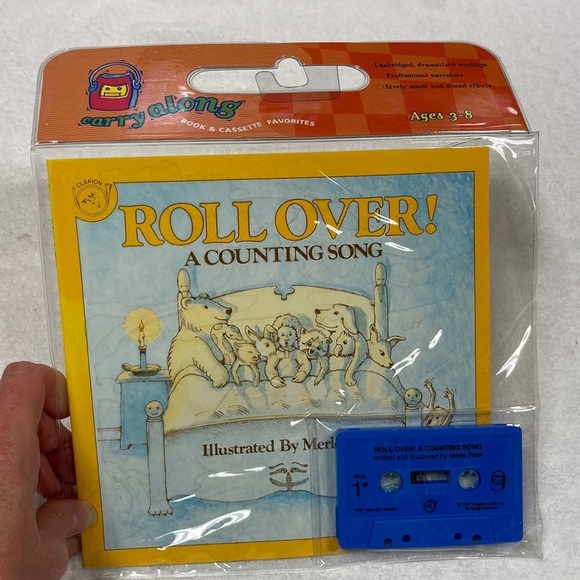 carry along
BOOK & CASSETTE FAVORITES
•Unabridged, dramatized readings
•Professional narrators
•Lively music and sound effects
Ages 3-8
CLARION
ROLL OVER!
A COUNTING SONG
Illustrated By Merle
ROLL OVER! A COUNTING SONG
written and illustrated by Merle Peek
SIDE
1*